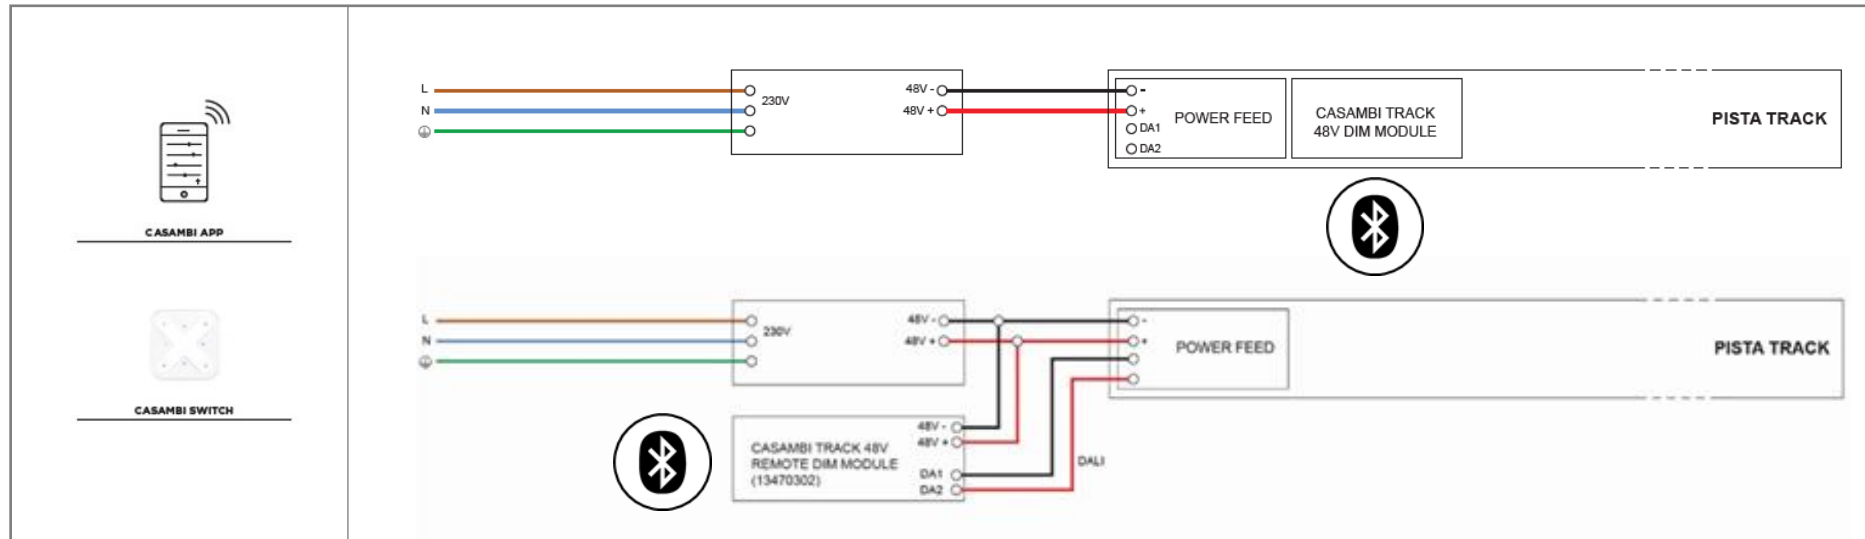 CASAMBI APP
CASAMBI SWITCH
L
N
230V
48V -
48V +
-
+
DA1
DA2
POWER FEED
CASAMBI TRACK
48V DIM MODULE
PISTA TRACK
L
N
230V
48V -
48V +
-
+
POWER FEED
PISTA TRACK
CASAMBI TRACK 48V
REMOTE DIM MODULE
(13470302)
48V -
48V +
DA1
DA2
DALI